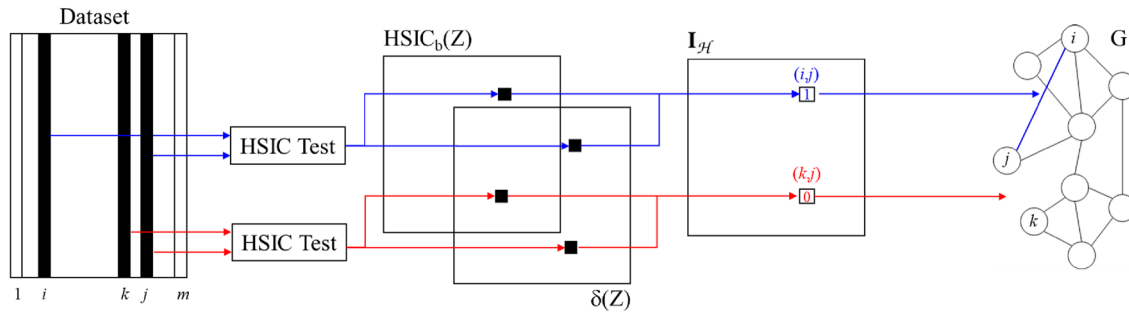 Dataset
HSIC_b(Z)
I_ℋ
G
(i,j)
i
1
HSIC Test
j
(k,j)
0
k
HSIC Test
δ(Z)
1 i k j m